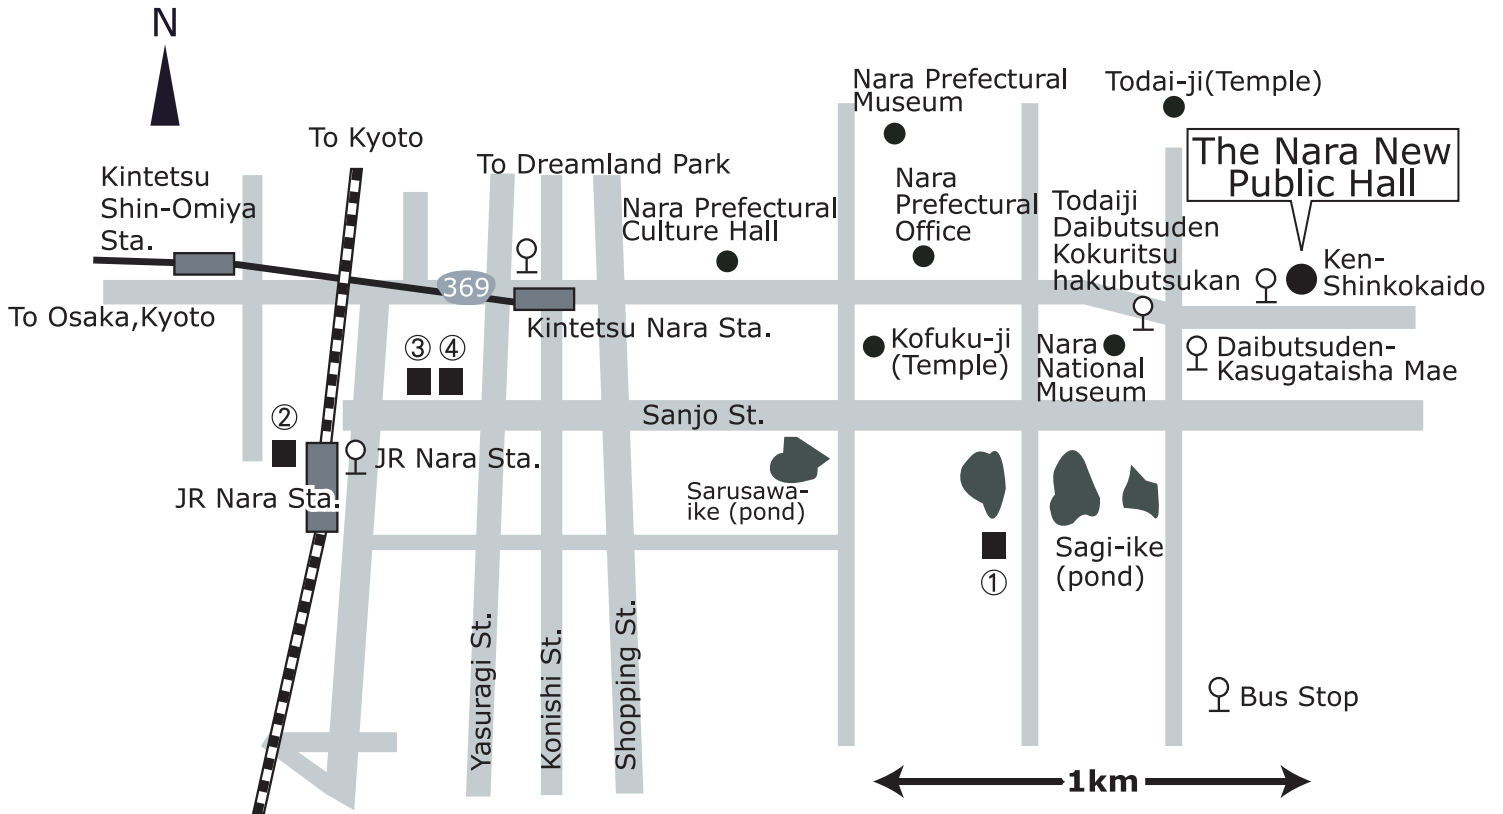 N
To Kyoto
Kintetsu
Shin-Omiya
Sta.
To Dreamland Park
Nara Prefectural
Culture Hall
Nara Prefectural
Museum
Nara
Prefectural
Office
Todai-ji(Temple)
The Nara New
Public Hall
Todaiji
Daibutsuden
Kokuritsu
hakubutsukan
Ken-
Shinkokaido
369
To Osaka,Kyoto
Kintetsu Nara Sta.
③ ④
Kofuku-ji
(Temple)
Nara
National
Museum
Daibutsuden-
Kasugataisha Mae
②
Sanjo St.
JR Nara Sta.
JR Nara Sta.
Sarusawa-
ike (pond)
①
Sagi-ike
(pond)
Yasuragi St.
Konishi St.
Shopping St.
Bus Stop
1km